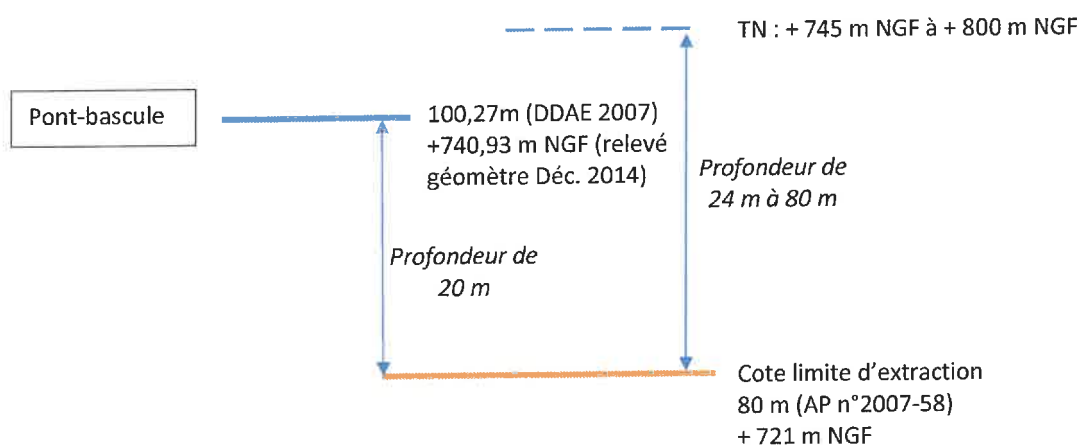 TN : + 745 m NGF à + 800 m NGF
Pont-bascule
100,27m (DDAE 2007)
+740,93 m NGF (relevé
géomètre Déc. 2014)
Profondeur de
24 m à 80 m
Profondeur de
20 m
Cote limite d'extraction
80 m (AP n°2007-58)
+ 721 m NGF